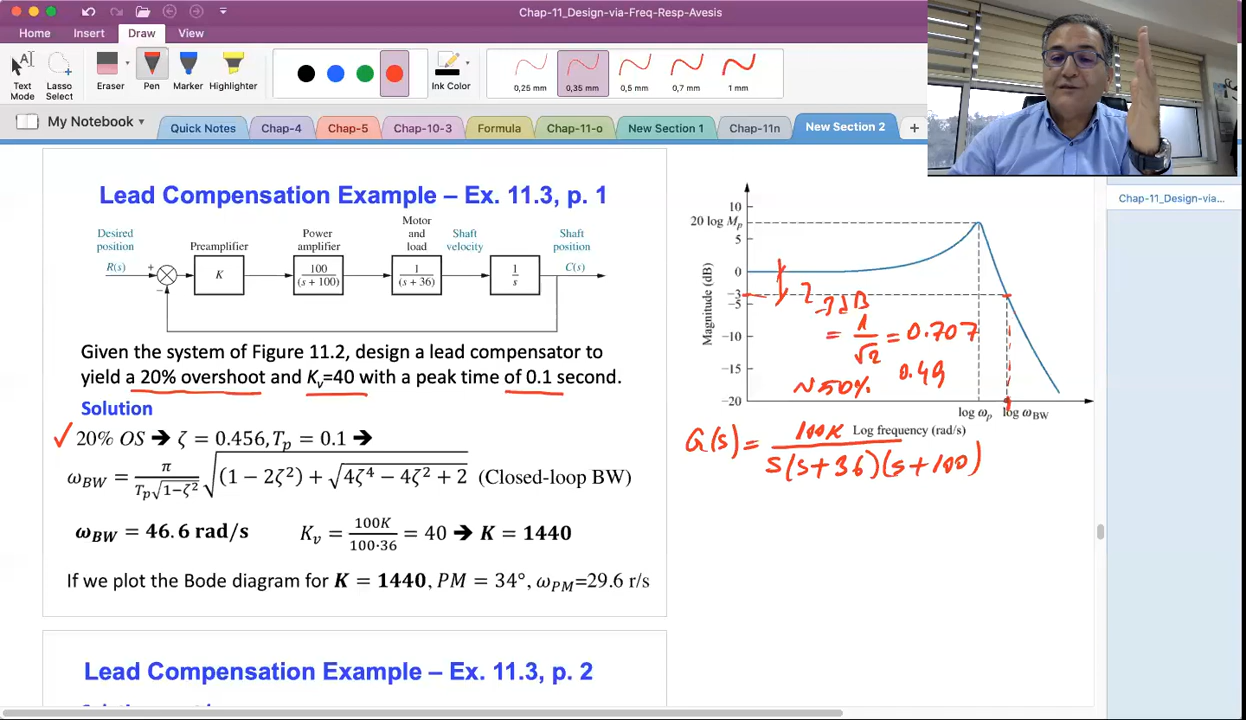 Chap-11_Design-via-Freq-Resp-Avesis
Home Insert Draw View
Text Mode
Lasso Select
Eraser
Pen
Marker
Highlighter
Ink Color
0,25 mm 0,35 mm 0,5 mm 0,7 mm 1 mm
My Notebook
Quick Notes Chap-4 Chap-5 Chap-10-3 Formula Chap-11-o New Section 1 Chap-11n New Section 2 +
Chap-11_Design-via...
Lead Compensation Example – Ex. 11.3, p. 1
Desired position
R(s)
+
−
Preamplifier
K
Power amplifier
100 / (s + 100)
Motor and load
1 / (s + 36)
Shaft velocity
1 / s
Shaft position
C(s)
Given the system of Figure 11.2, design a lead compensator to
yield a 20% overshoot and Kv=40 with a peak time of 0.1 second.
Solution
20% OS ➔ ζ = 0.456, Tp = 0.1 ➔
ωBW = π / (Tp√(1−ζ²)) √((1 − 2ζ²) + √(4ζ⁴ − 4ζ² + 2)) (Closed-loop BW)
ωBW = 46.6 rad/s Kv = 100K / (100·36) = 40 ➔ K = 1440
If we plot the Bode diagram for K = 1440, PM = 34°, ωPM=29.6 r/s
Lead Compensation Example – Ex. 11.3, p. 2
10
20 log Mp
5
0
−3
−5
−10
−15
−20
Magnitude (dB)
log ωp
log ωBW
Log frequency (rad/s)
-3 dB
= 1/√2 = 0.707
0.49
~50%
G(s) = 100K / s(s+36)(s+100)